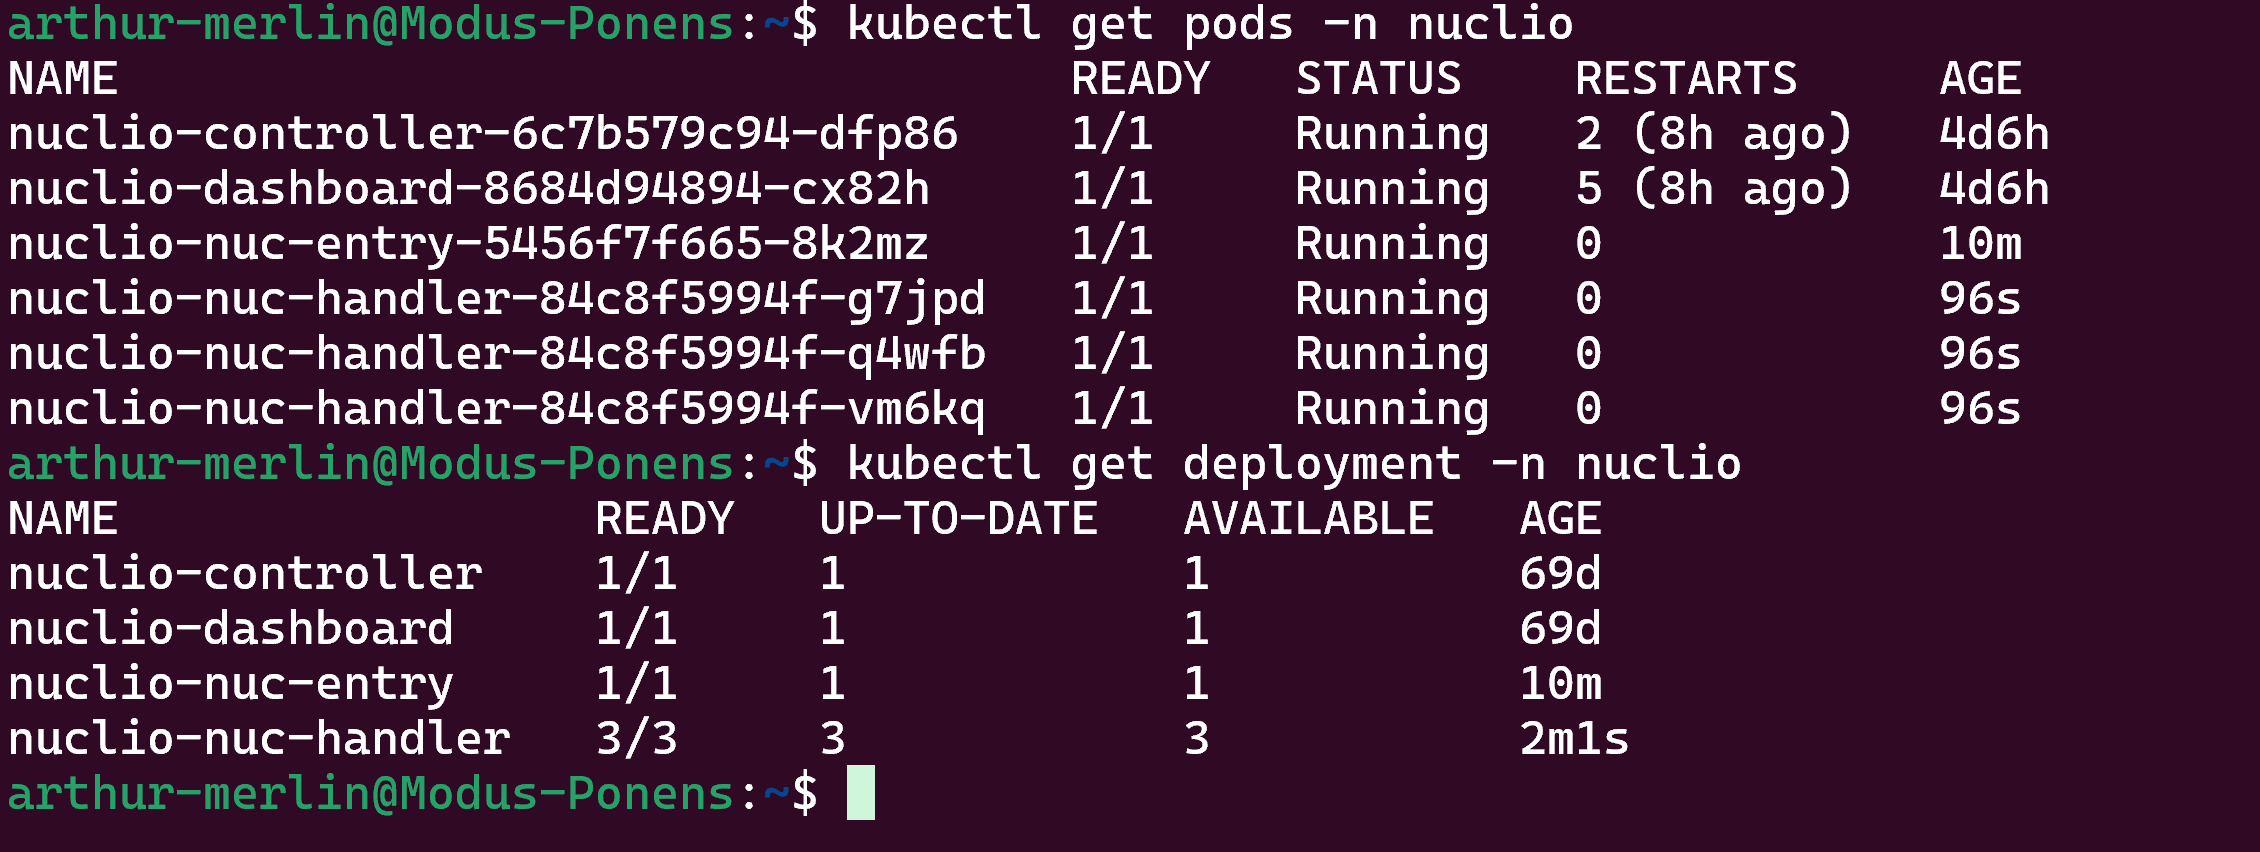 arthur-merlin@Modus-Ponens:~$ kubectl get pods -n nuclio
NAME READY STATUS RESTARTS AGE
nuclio-controller-6c7b579c94-dfp86 1/1 Running 2 (8h ago) 4d6h
nuclio-dashboard-8684d94894-cx82h 1/1 Running 5 (8h ago) 4d6h
nuclio-nuc-entry-5456f7f665-8k2mz 1/1 Running 0 10m
nuclio-nuc-handler-84c8f5994f-g7jpd 1/1 Running 0 96s
nuclio-nuc-handler-84c8f5994f-q4wfb 1/1 Running 0 96s
nuclio-nuc-handler-84c8f5994f-vm6kq 1/1 Running 0 96s
arthur-merlin@Modus-Ponens:~$ kubectl get deployment -n nuclio
NAME READY UP-TO-DATE AVAILABLE AGE
nuclio-controller 1/1 1 1 69d
nuclio-dashboard 1/1 1 1 69d
nuclio-nuc-entry 1/1 1 1 10m
nuclio-nuc-handler 3/3 3 3 2m1s
arthur-merlin@Modus-Ponens:~$